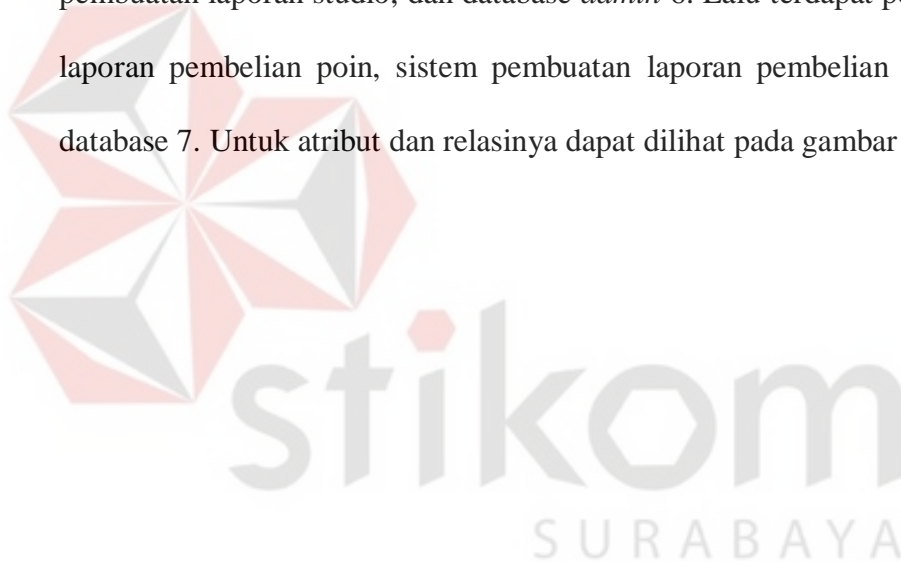 pembuatan laporan studio, dan database admin 6. Lalu terdapat
laporan pembelian poin, sistem pembuatan laporan pembelian
database 7. Untuk atribut dan relasinya dapat dilihat pada gambar
stikom
SURABAYA